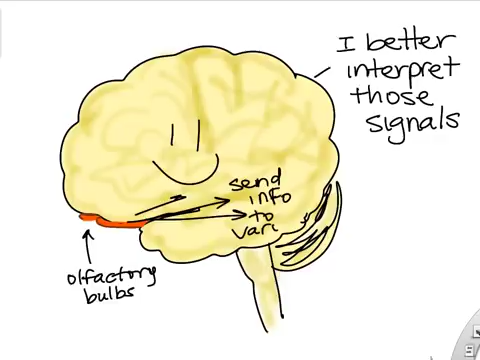 I better
interpret
those
signals
send
info
to
vari
olfactory
bulbs